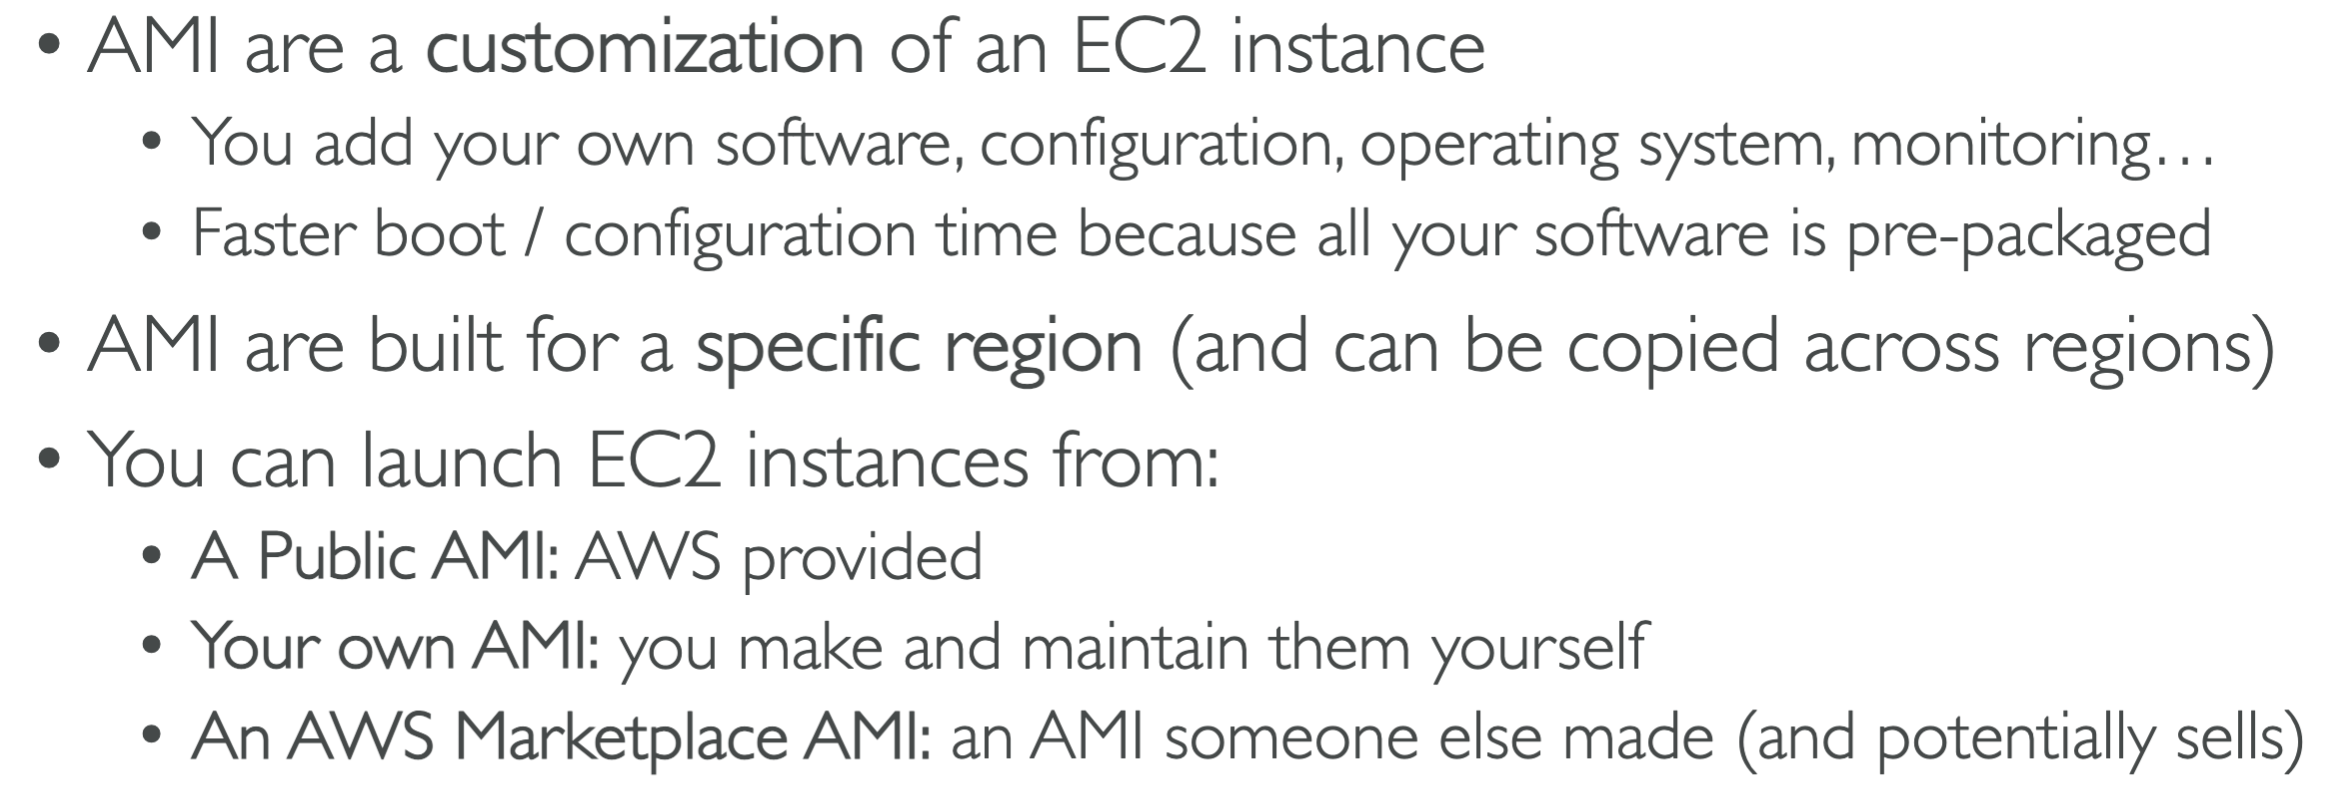 • AMI are a customization of an EC2 instance
• You add your own software, configuration, operating system, monitoring…
• Faster boot / configuration time because all your software is pre-packaged
• AMI are built for a specific region (and can be copied across regions)
• You can launch EC2 instances from:
• A Public AMI: AWS provided
• Your own AMI: you make and maintain them yourself
• An AWS Marketplace AMI: an AMI someone else made (and potentially sells)